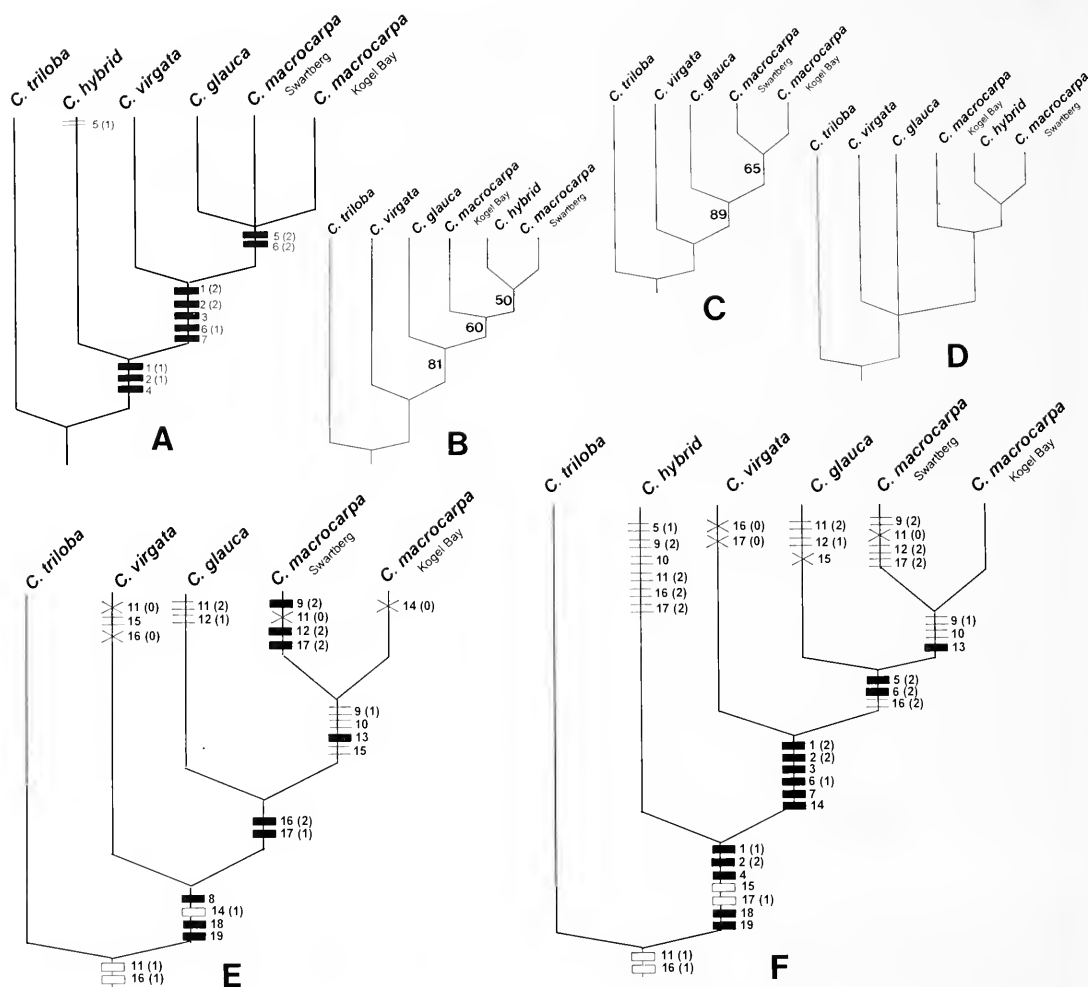 C. triloba
C. hybrid
C. virgata
C. glauca
C. macrocarpa
Swartberg
C. macrocarpa
Kogel Bay
5 (1)
5 (2)
6 (2)
1 (2)
2 (2)
3
6 (1)
7
1 (1)
2 (1)
4
A
C. triloba
C. virgata
C. glauca
C. macrocarpa
Kogel Bay
C. hybrid
C. macrocarpa
Swartberg
50
60
81
B
C. triloba
C. virgata
C. glauca
C. macrocarpa
Swartberg
C. macrocarpa
Kogel Bay
65
89
C
C. triloba
C. virgata
C. glauca
C. macrocarpa
Kogel Bay
C. hybrid
C. macrocarpa
Swartberg
D
C. triloba
C. virgata
C. glauca
C. macrocarpa
Swartberg
C. macrocarpa
Kogel Bay
11 (0)
15
16 (0)
11 (2)
12 (1)
9 (2)
11 (0)
12 (2)
17 (2)
14 (0)
9 (1)
10
13
15
16 (2)
17 (1)
8
14 (1)
18
19
11 (1)
16 (1)
E
C. triloba
C. hybrid
C. virgata
C. glauca
C. macrocarpa
Swartberg
C. macrocarpa
Kogel Bay
5 (1)
9 (2)
10
11 (2)
16 (2)
17 (2)
16 (0)
17 (0)
11 (2)
12 (1)
15
9 (2)
11 (0)
12 (2)
17 (2)
9 (1)
10
13
5 (2)
6 (2)
16 (2)
1 (2)
2 (2)
3
6 (1)
7
14
1 (1)
2 (2)
4
15
17 (1)
18
19
11 (1)
16 (1)
F